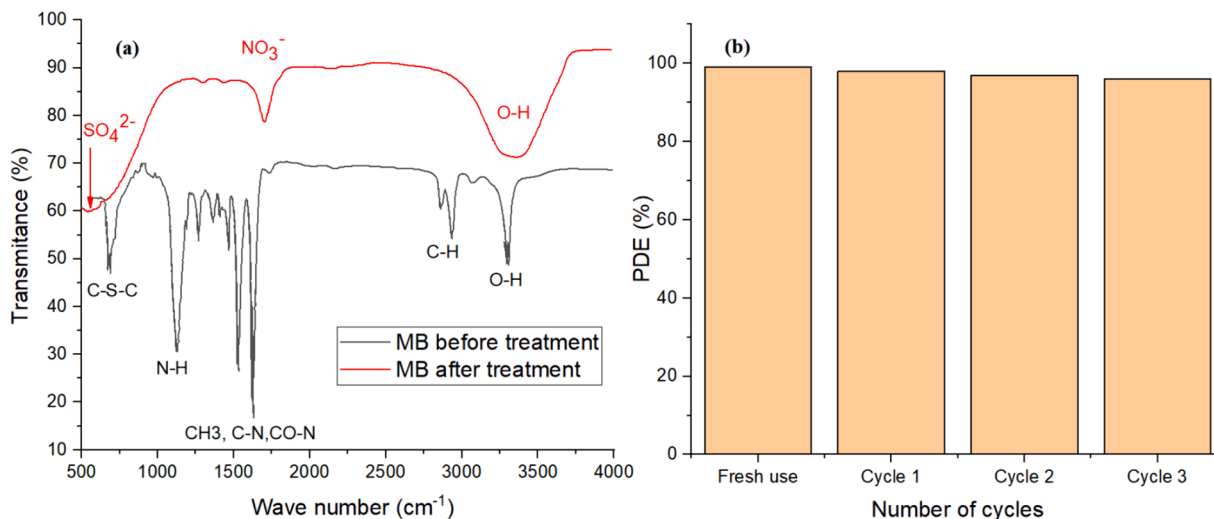 (a)
NO3-
SO4 2-
O-H
C-S-C
N-H
CH3, C-N,CO-N
C-H
O-H
MB before treatment
MB after treatment
100
90
80
70
60
50
40
30
20
10
500 1000 1500 2000 2500 3000 3500 4000
Transmitance (%)
Wave number (cm-1)
(b)
100
80
60
40
20
0
PDE (%)
Fresh use Cycle 1 Cycle 2 Cycle 3
Number of cycles